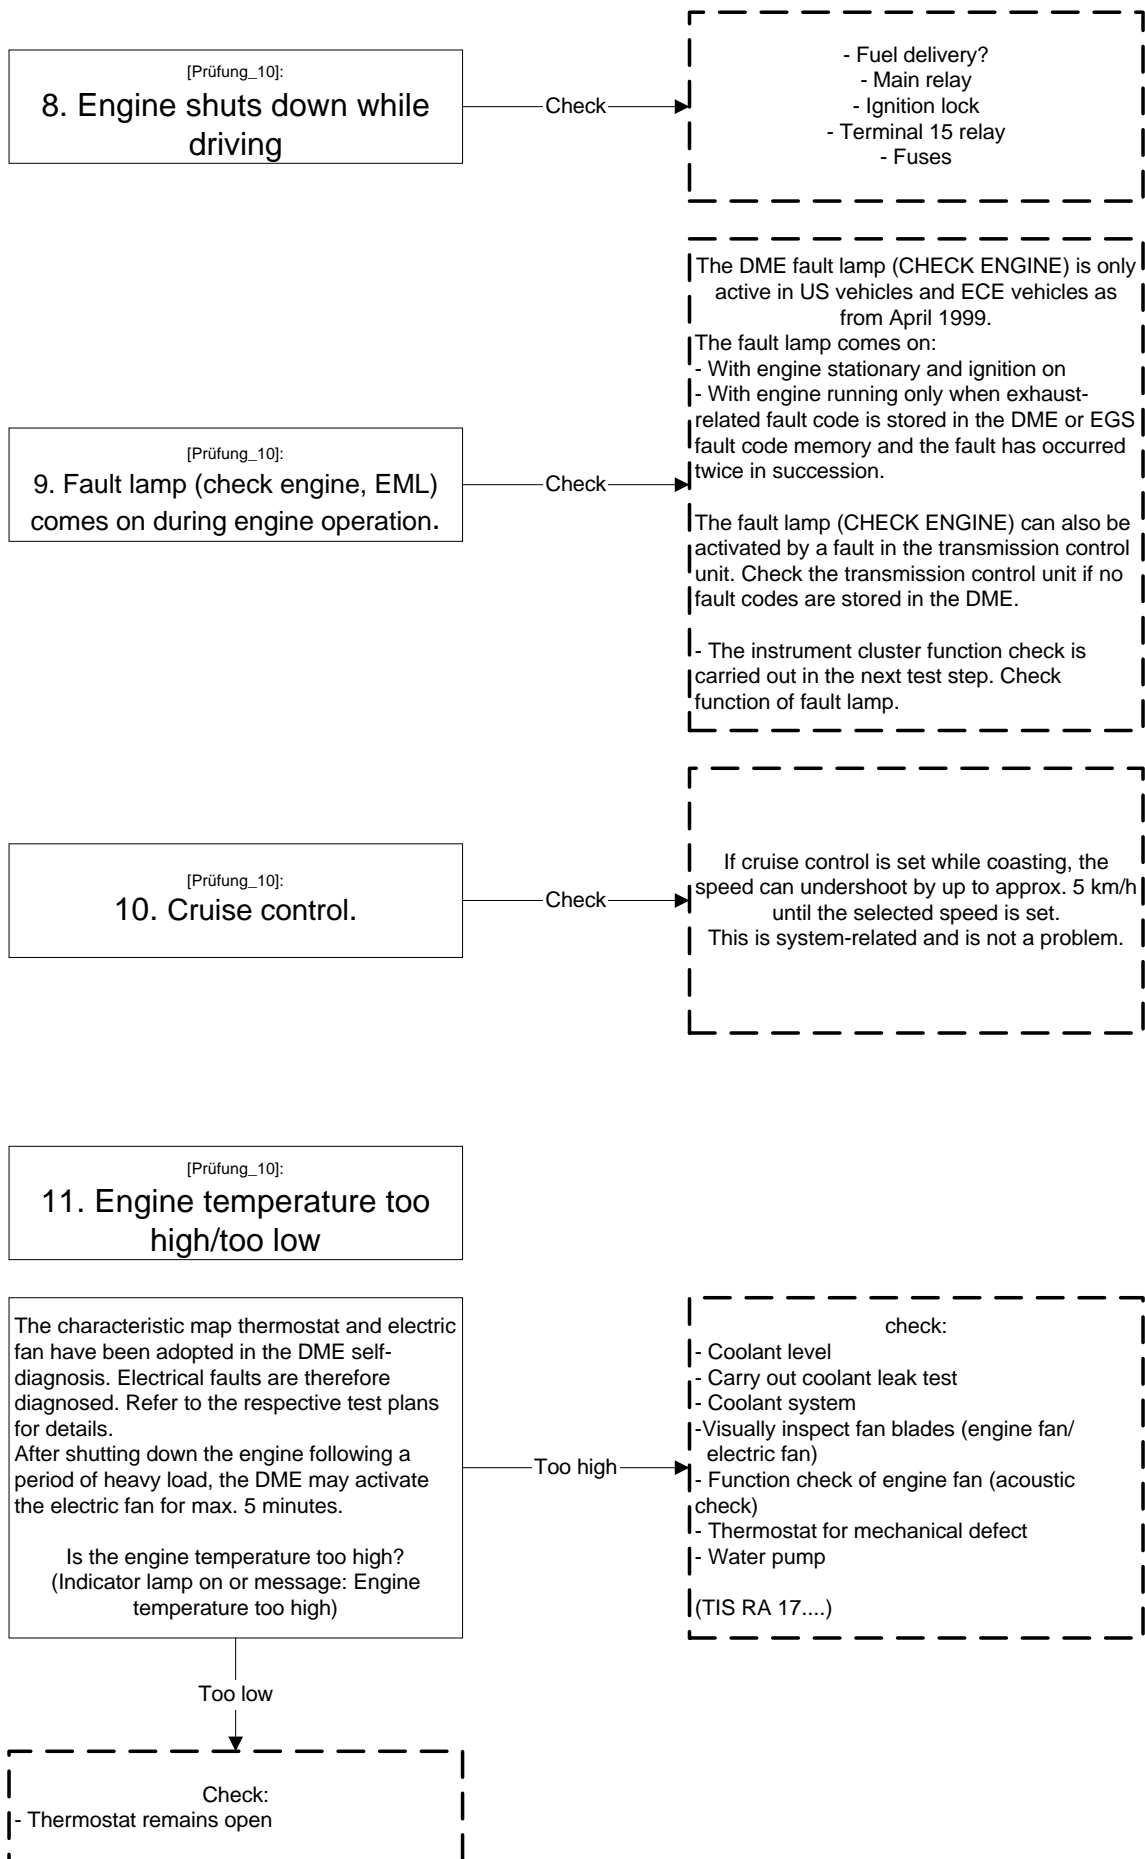 [Prüfung_10]:
8. Engine shuts down while
driving
Check
- Fuel delivery?
- Main relay
- Ignition lock
- Terminal 15 relay
- Fuses
[Prüfung_10]:
9. Fault lamp (check engine, EML)
comes on during engine operation.
Check
The DME fault lamp (CHECK ENGINE) is only
active in US vehicles and ECE vehicles as
from April 1999.
The fault lamp comes on:
- With engine stationary and ignition on
- With engine running only when exhaust-
related fault code is stored in the DME or EGS
fault code memory and the fault has occurred
twice in succession.
The fault lamp (CHECK ENGINE) can also be
activated by a fault in the transmission control
unit. Check the transmission control unit if no
fault codes are stored in the DME.
- The instrument cluster function check is
carried out in the next test step. Check
function of fault lamp.
[Prüfung_10]:
10. Cruise control.
Check
If cruise control is set while coasting, the
speed can undershoot by up to approx. 5 km/h
until the selected speed is set.
This is system-related and is not a problem.
[Prüfung_10]:
11. Engine temperature too
high/too low
The characteristic map thermostat and electric
fan have been adopted in the DME self-
diagnosis. Electrical faults are therefore
diagnosed. Refer to the respective test plans
for details.
After shutting down the engine following a
period of heavy load, the DME may activate
the electric fan for max. 5 minutes.
Is the engine temperature too high?
(Indicator lamp on or message: Engine
temperature too high)
Too high
check:
- Coolant level
- Carry out coolant leak test
- Coolant system
-Visually inspect fan blades (engine fan/
electric fan)
- Function check of engine fan (acoustic
check)
- Thermostat for mechanical defect
- Water pump
(TIS RA 17....)
Too low
Check:
- Thermostat remains open